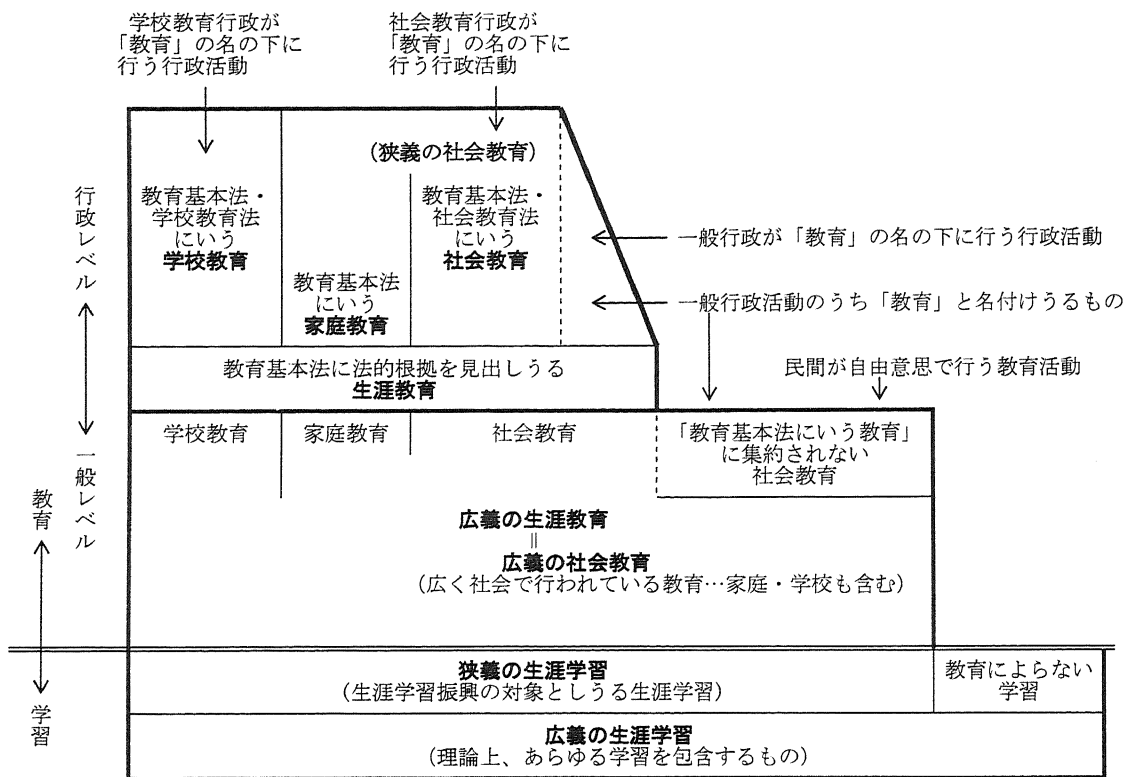 学校教育行政が
「教育」の名の下に
行う行政活動
社会教育行政が
「教育」の名の下に
行う行政活動
(狭義の社会教育)
教育基本法・
学校教育法
にいう
学校教育
教育基本法
にいう
家庭教育
教育基本法・
社会教育法
にいう
社会教育
一般行政が「教育」の名の下に行う行政活動
一般行政活動のうち「教育」と名付けうるもの
民間が自由意思で行う教育活動
教育基本法に法的根拠を見出しうる
生涯教育
学校教育
家庭教育
社会教育
「教育基本法にいう教育」
に集約されない
社会教育
行政レベル
一般レベル
教育
学習
広義の生涯教育
||
広義の社会教育
(広く社会で行われている教育…家庭・学校も含む)
狭義の生涯学習
(生涯学習振興の対象としうる生涯学習)
教育によらない
学習
広義の生涯学習
(理論上、あらゆる学習を包含するもの)